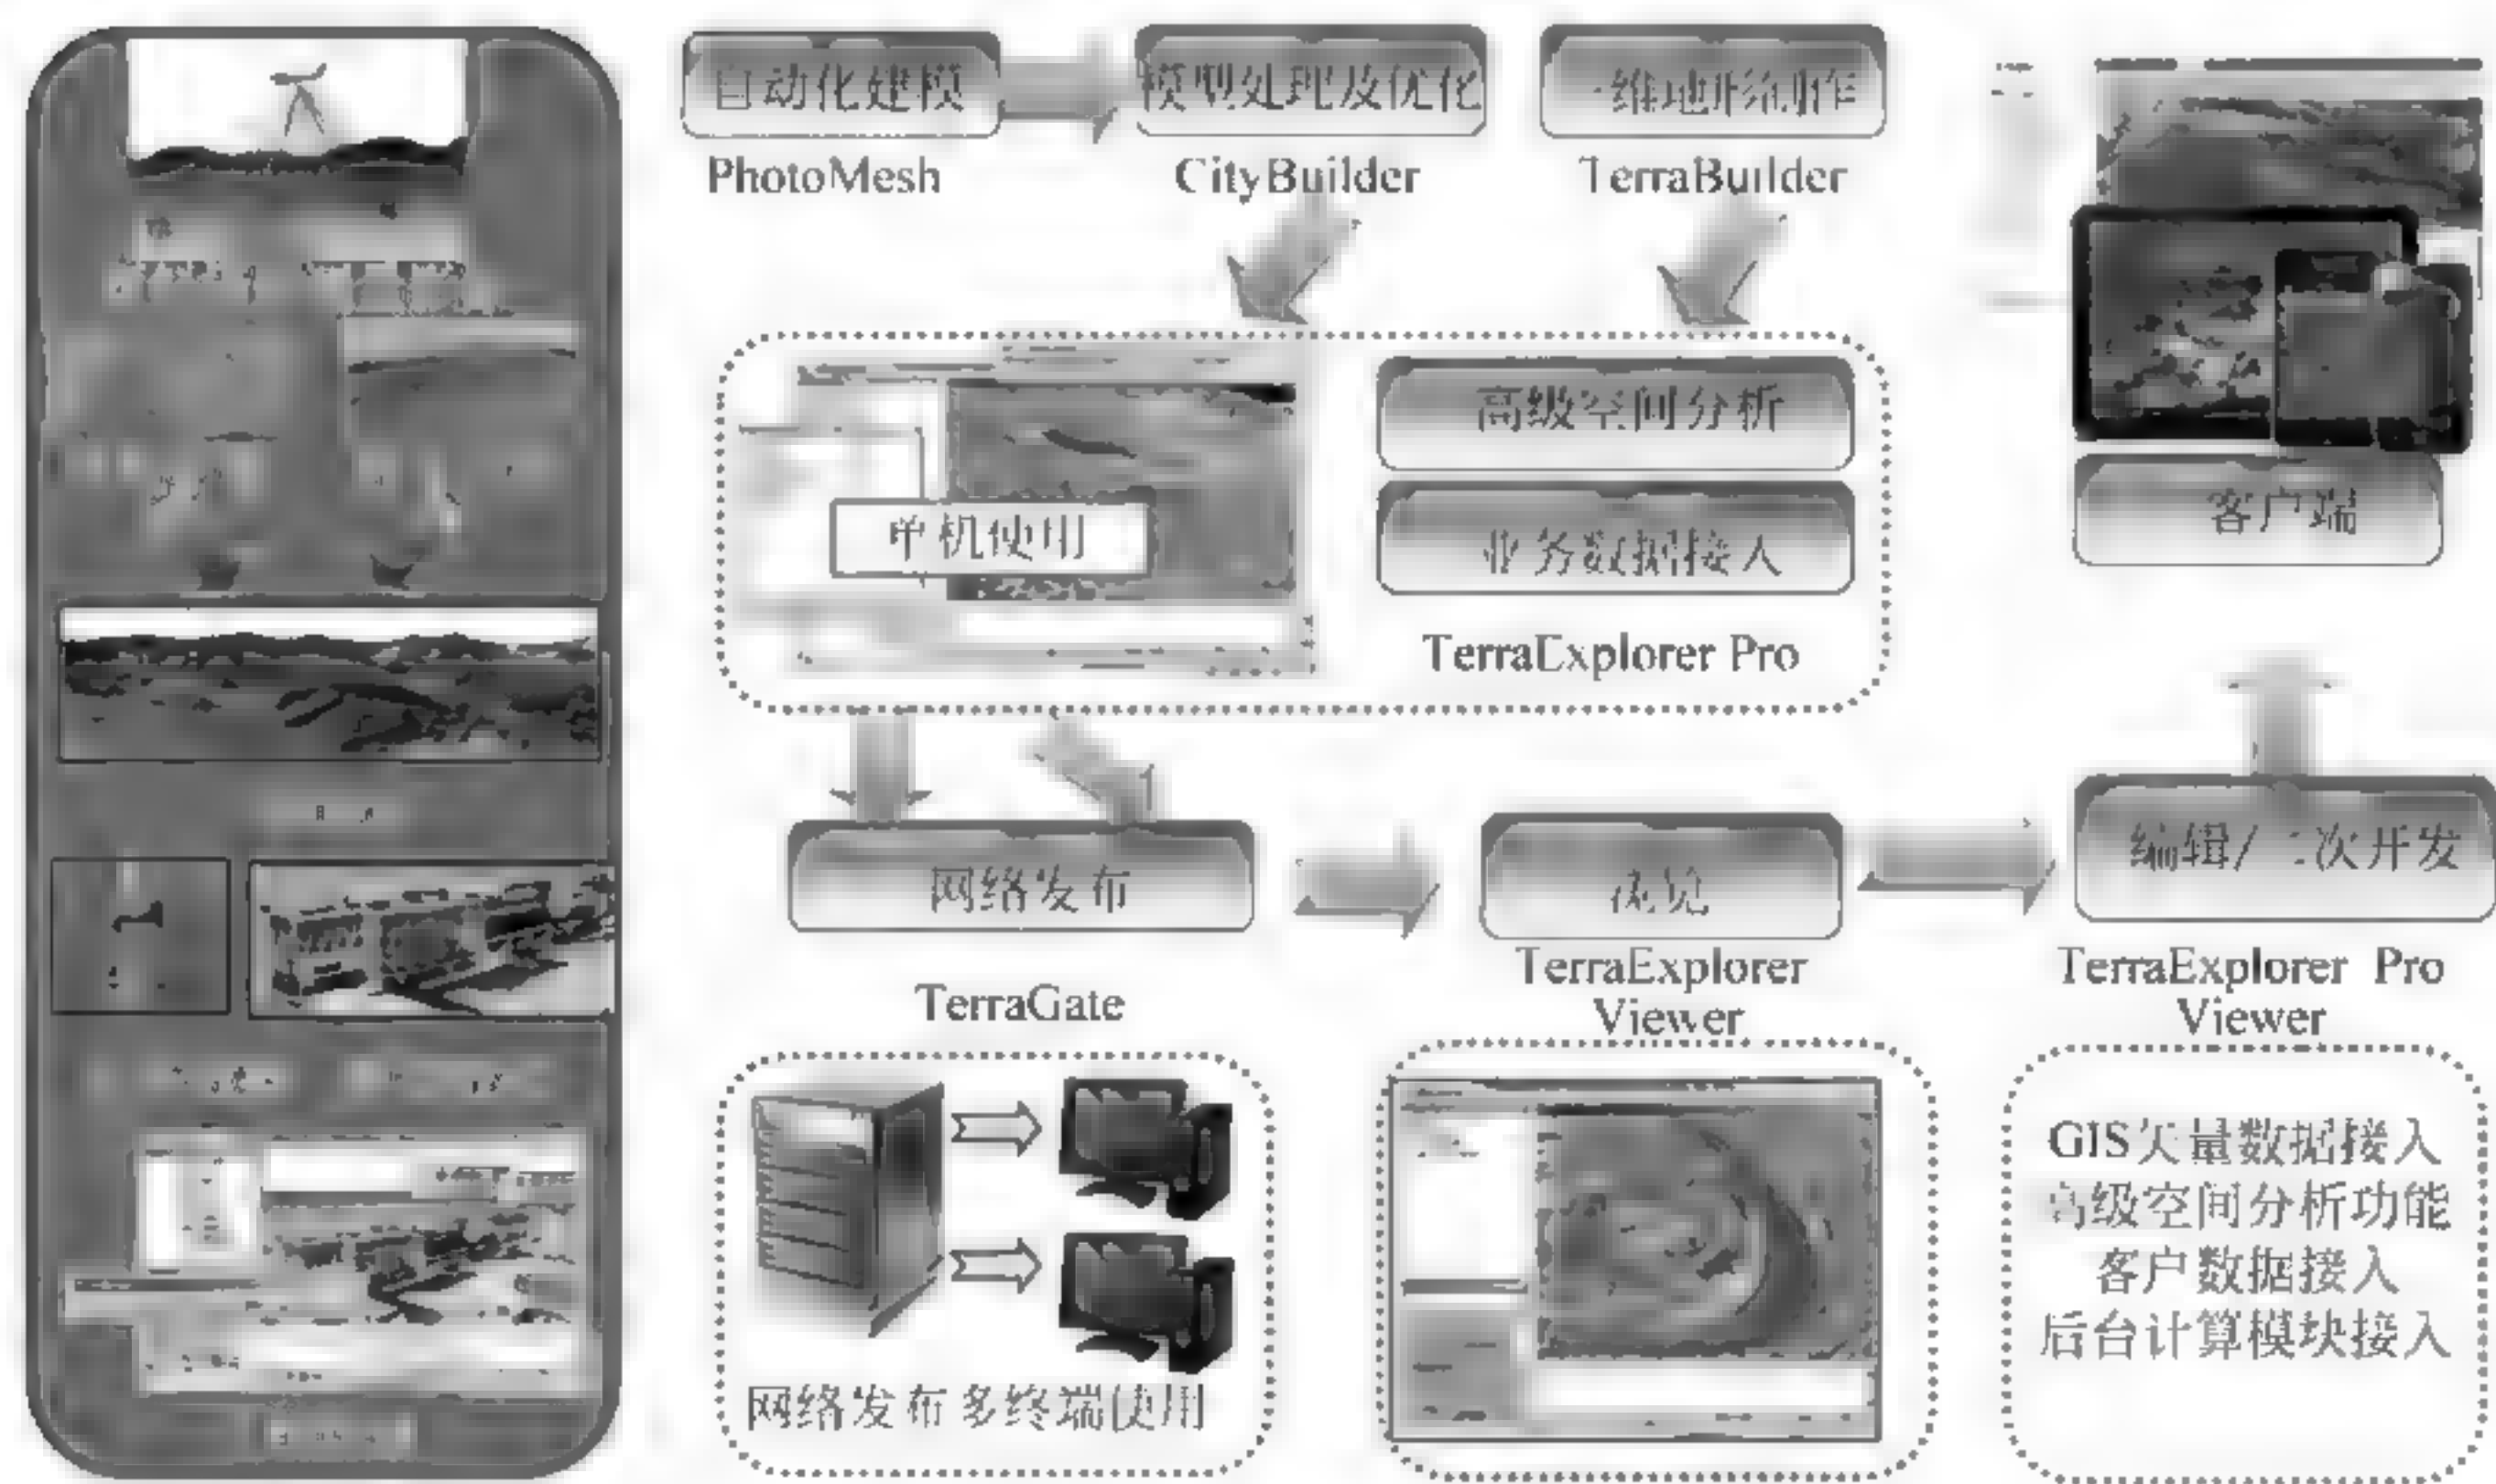 自动化建模
PhotoMesh
模型处理及优化
CityBuilder
维地形制作
TerraBuilder
单机使用
高级空间分析
业务数据接入
TerraExplorer Pro
客户端
网络发布
TerraGate
浏览
TerraExplorer
Viewer
编辑/二次开发
TerraExplorer Pro
Viewer
网络发布多终端使用
GIS矢量数据接入
高级空间分析功能
客户数据接入
后台计算模块接入